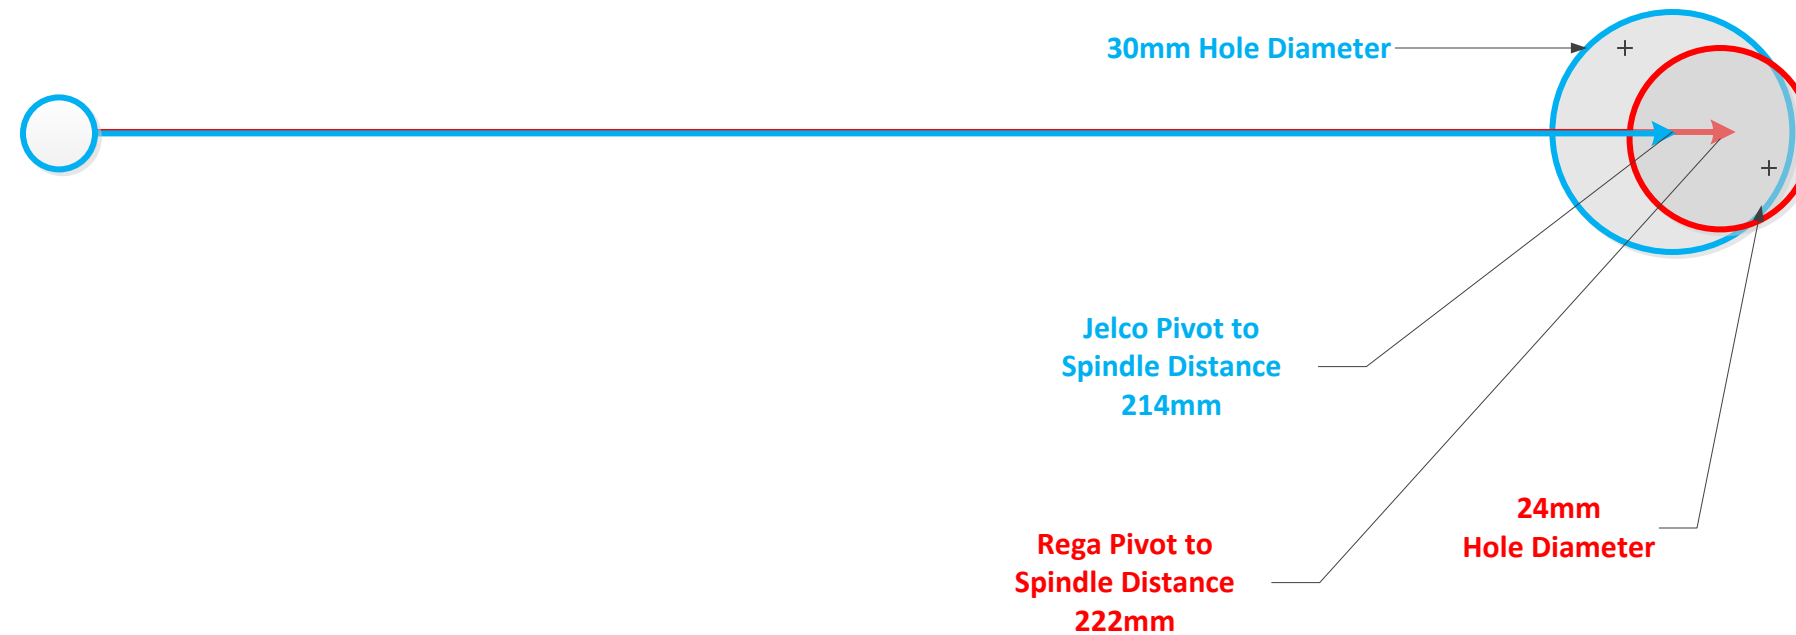 30mm Hole Diameter
Jelco Pivot to
Spindle Distance
214mm
24mm
Hole Diameter
Rega Pivot to
Spindle Distance
222mm